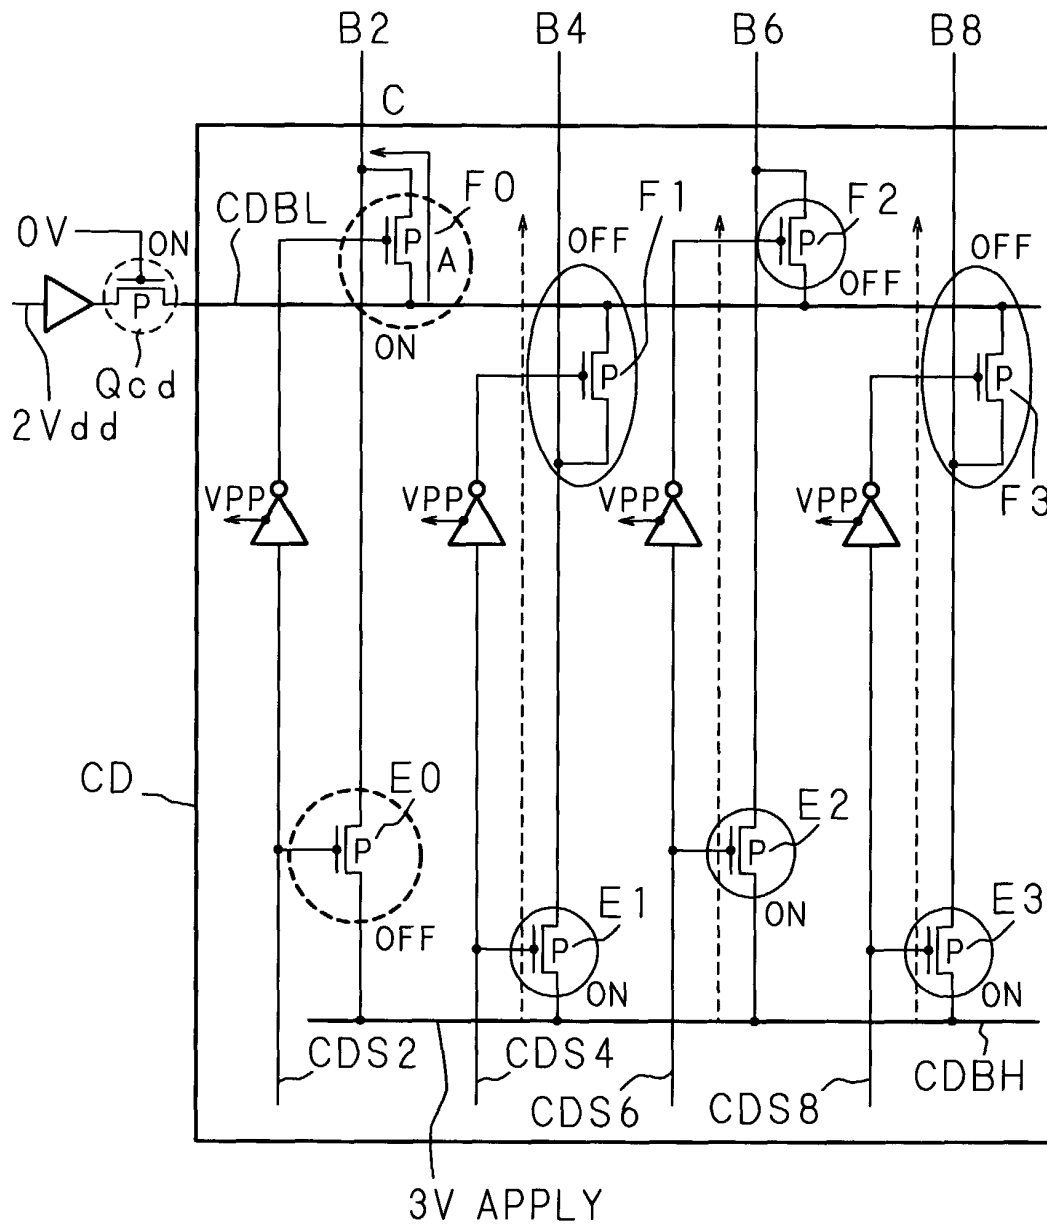 B2 B4 B6 B8
C
F0 F1 F2
0V ON CDBL A OFF
P P P
OFF
ON
P Qcd P P
2Vdd
F3
VPP VPP VPP VPP
CD
E0 E2
P P
E1 E3
OFF ON
P P
ON ON
CDS2 CDS4 CDBH
CDS6 CDS8
3V APPLY
OFF